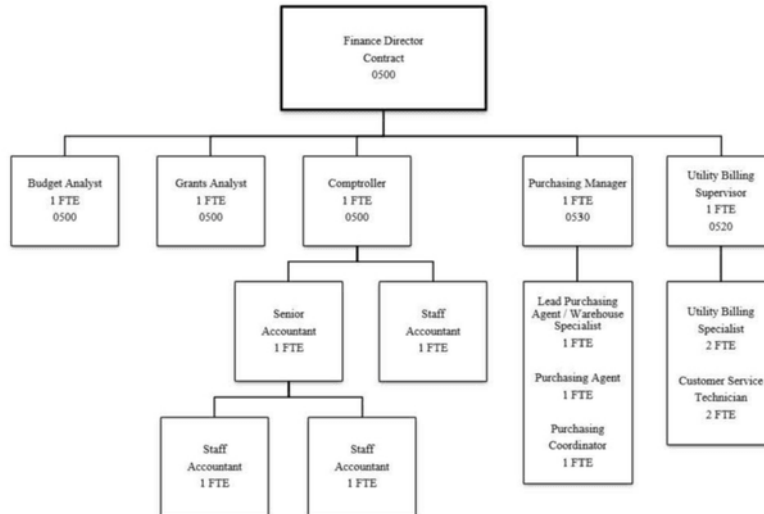 Finance Director
Contract
0500
Budget Analyst
1 FTE
0500
Grants Analyst
1 FTE
0500
Comptroller
1 FTE
0500
Purchasing Manager
1 FTE
0530
Utility Billing
Supervisor
1 FTE
0520
Senior
Accountant
1 FTE
Staff
Accountant
1 FTE
Lead Purchasing
Agent / Warehouse
Specialist
1 FTE
Purchasing Agent
1 FTE
Purchasing
Coordinator
1 FTE
Utility Billing
Specialist
2 FTE
Customer Service
Technician
2 FTE
Staff
Accountant
1 FTE
Staff
Accountant
1 FTE